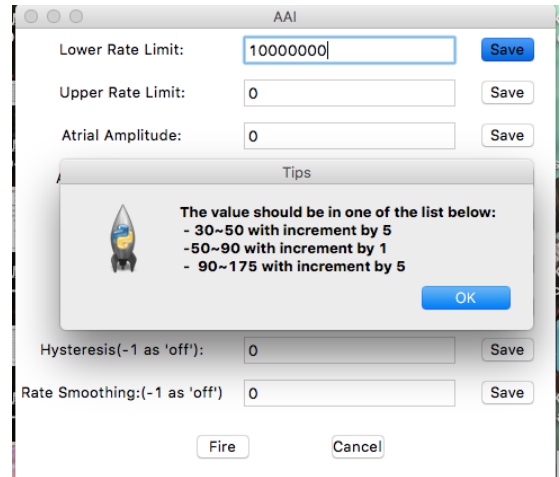 AAI
Lower Rate Limit: 10000000 Save
Upper Rate Limit: 0 Save
Atrial Amplitude: 0 Save
Tips
The value should be in one of the list below:
- 30~50 with increment by 5
-50~90 with increment by 1
- 90~175 with increment by 5
OK
Hysteresis(-1 as 'off'): 0 Save
Rate Smoothing:(-1 as 'off') 0 Save
Fire Cancel